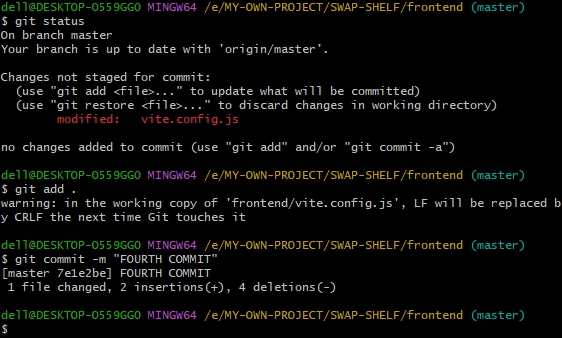 dell@DESKTOP-O559GGO MINGW64 /e/MY-OWN-PROJECT/SWAP-SHELF/frontend (master)
$ git status
On branch master
Your branch is up to date with 'origin/master'.
Changes not staged for commit:
  (use "git add <file>..." to update what will be committed)
  (use "git restore <file>..." to discard changes in working directory)
        modified:   vite.config.js
no changes added to commit (use "git add" and/or "git commit -a")
dell@DESKTOP-O559GGO MINGW64 /e/MY-OWN-PROJECT/SWAP-SHELF/frontend (master)
$ git add .
warning: in the working copy of 'frontend/vite.config.js', LF will be replaced b
y CRLF the next time Git touches it
dell@DESKTOP-O559GGO MINGW64 /e/MY-OWN-PROJECT/SWAP-SHELF/frontend (master)
$ git commit -m "FOURTH COMMIT"
[master 7e1e2be] FOURTH COMMIT
 1 file changed, 2 insertions(+), 4 deletions(-)
dell@DESKTOP-O559GGO MINGW64 /e/MY-OWN-PROJECT/SWAP-SHELF/frontend (master)
$